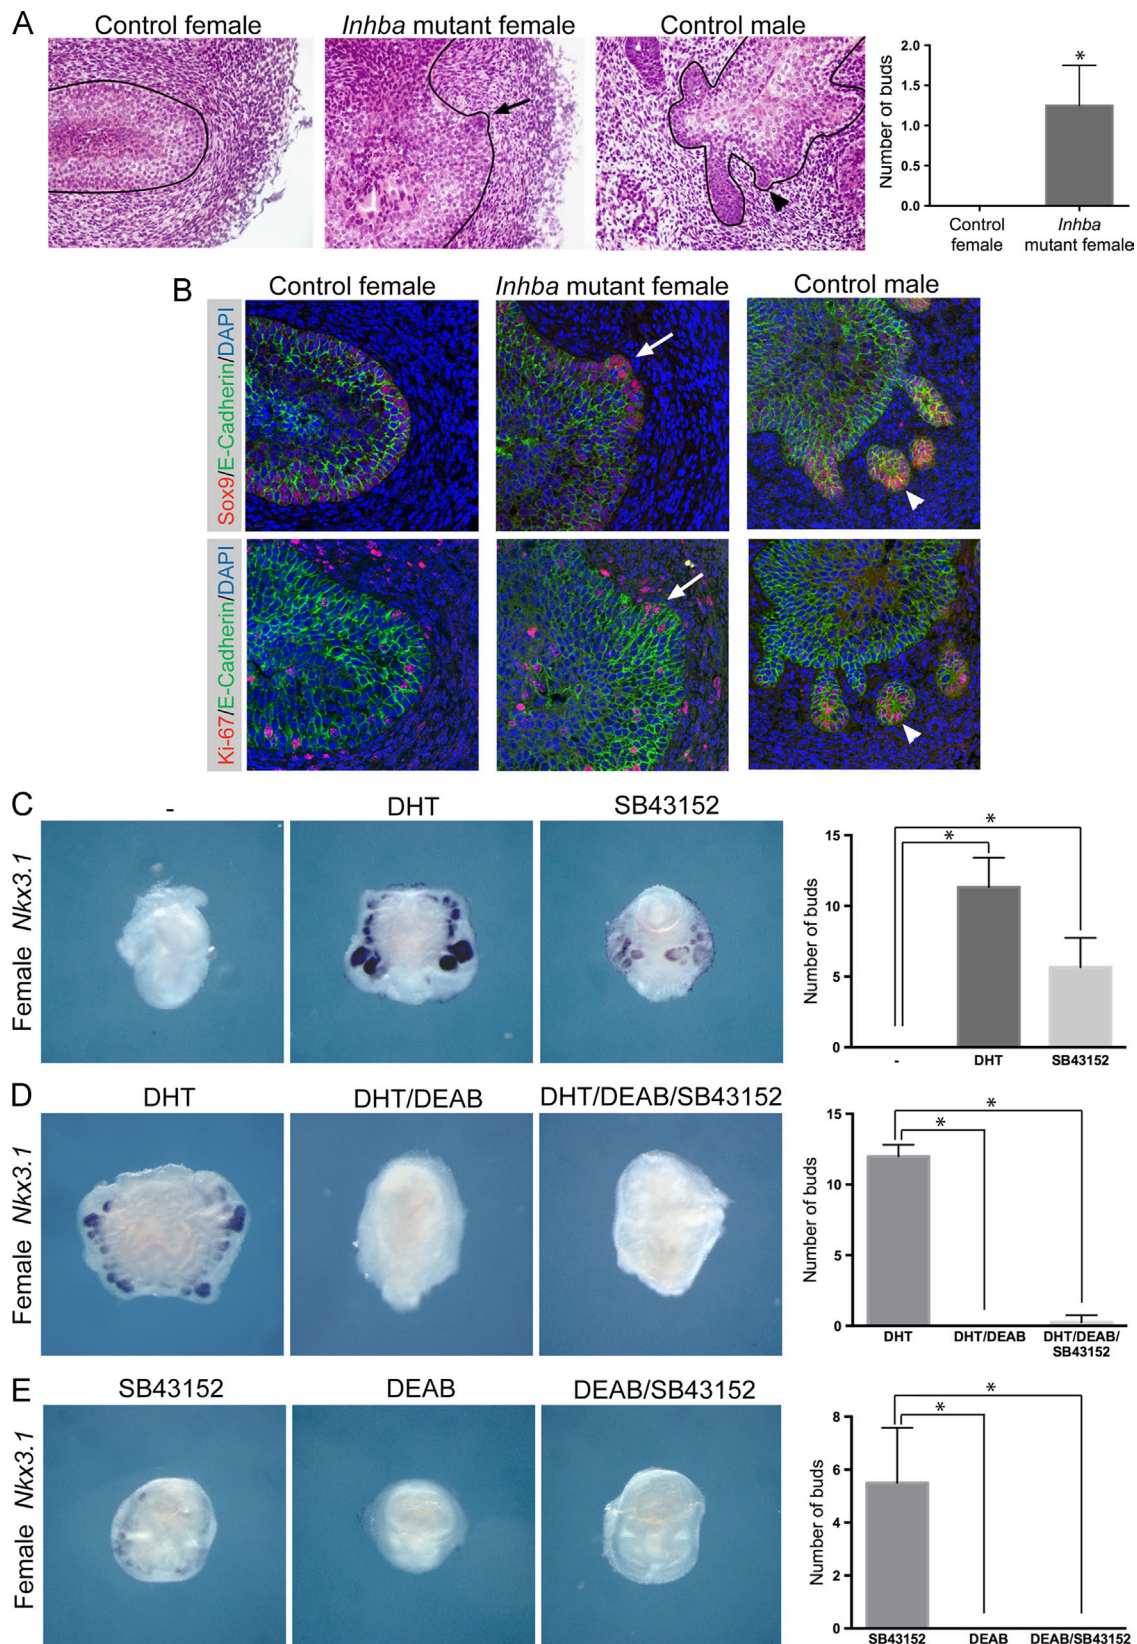 A
Control female
Inhba mutant female
Control male
Number of buds
2.0
1.5
1.0
0.5
0.0
*
Control female
Inhba mutant female
B
Control female
Inhba mutant female
Control male
Sox9/E-Cadherin/DAPI
Ki-67/E-Cadherin/DAPI
C
-
DHT
SB43152
Female Nkx3.1
Number of buds
15
10
5
0
*
*
-
DHT
SB43152
D
DHT
DHT/DEAB
DHT/DEAB/SB43152
Female Nkx3.1
Number of buds
15
10
5
0
*
*
DHT
DHT/DEAB
DHT/DEAB/
SB43152
E
SB43152
DEAB
DEAB/SB43152
Female Nkx3.1
Number of buds
8
6
4
2
0
*
*
SB43152
DEAB
DEAB/SB43152